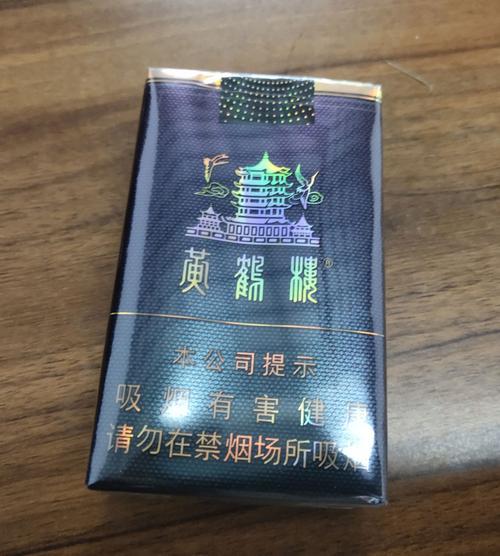 黄鹤楼®
本公司提示
吸烟有害健康
请勿在禁烟场所吸烟